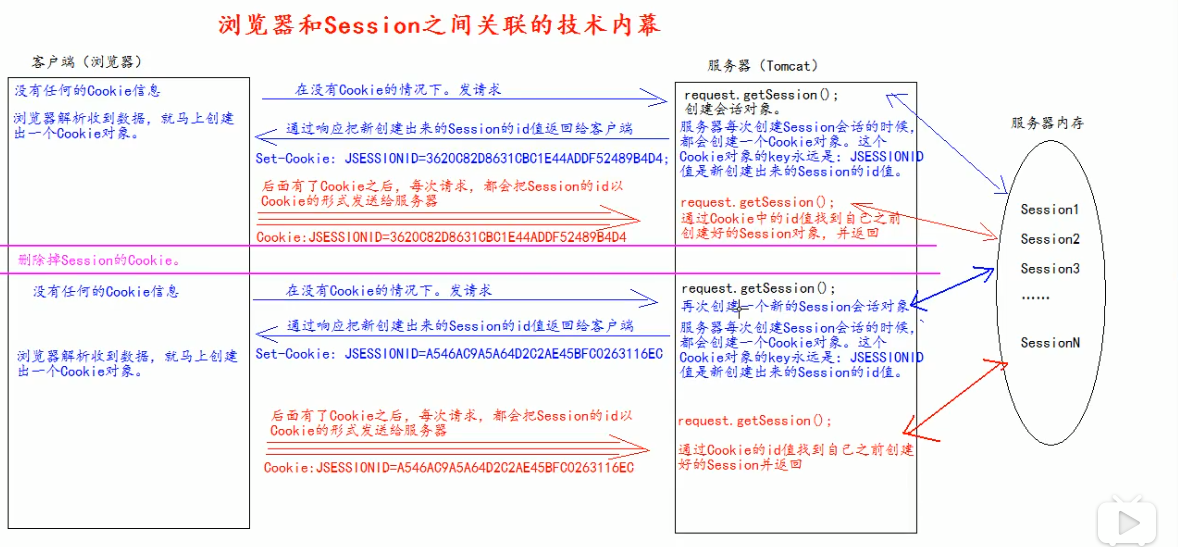 浏览器和Session之间关联的技术内幕
客户端（浏览器）
服务器（Tomcat）
服务器内存
没有任何的Cookie信息
浏览器解析收到数据，就马上创建
出一个Cookie对象。
在没有Cookie的情况下。发请求
通过响应把新创建出来的Session的id值返回给客户端
Set-Cookie: JSESSIONID=3620C82D8631CBC1E44ADDF52489B4D4;
后面有了Cookie之后，每次请求，都会把Session的id以
Cookie的形式发送给服务器
Cookie:JSESSIONID=3620C82D8631CBC1E44ADDF52489B4D4
request.getSession();
创建会话对象。
服务器每次创建Session会话的时候，
都会创建一个Cookie对象。这个
Cookie对象的key永远是：JSESSIONID
值是新创建出来的Session的id值。
request.getSession();
通过Cookie中的id值找到自己之前
创建好的Session对象，并返回
Session1
Session2
Session3
......
SessionN
删除掉Session的Cookie。
没有任何的Cookie信息
浏览器解析收到数据，就马上创建
出一个Cookie对象。
在没有Cookie的情况下。发请求
通过响应把新创建出来的Session的id值返回给客户端
Set-Cookie: JSESSIONID=A546AC9A5A64D2C2AE45BFC0263116EC
后面有了Cookie之后，每次请求，都会把Session的id以
Cookie的形式发送给服务器
Cookie:JSESSIONID=A546AC9A5A64D2C2AE45BFC0263116EC
request.getSession();
再次创建一个新的Session会话对象
服务器每次创建Session会话的时候，
都会创建一个Cookie对象。这个
Cookie对象的key永远是：JSESSIONID
值是新创建出来的Session的id值。
request.getSession();
通过Cookie的id值找到自己之前创建
好的Session并返回